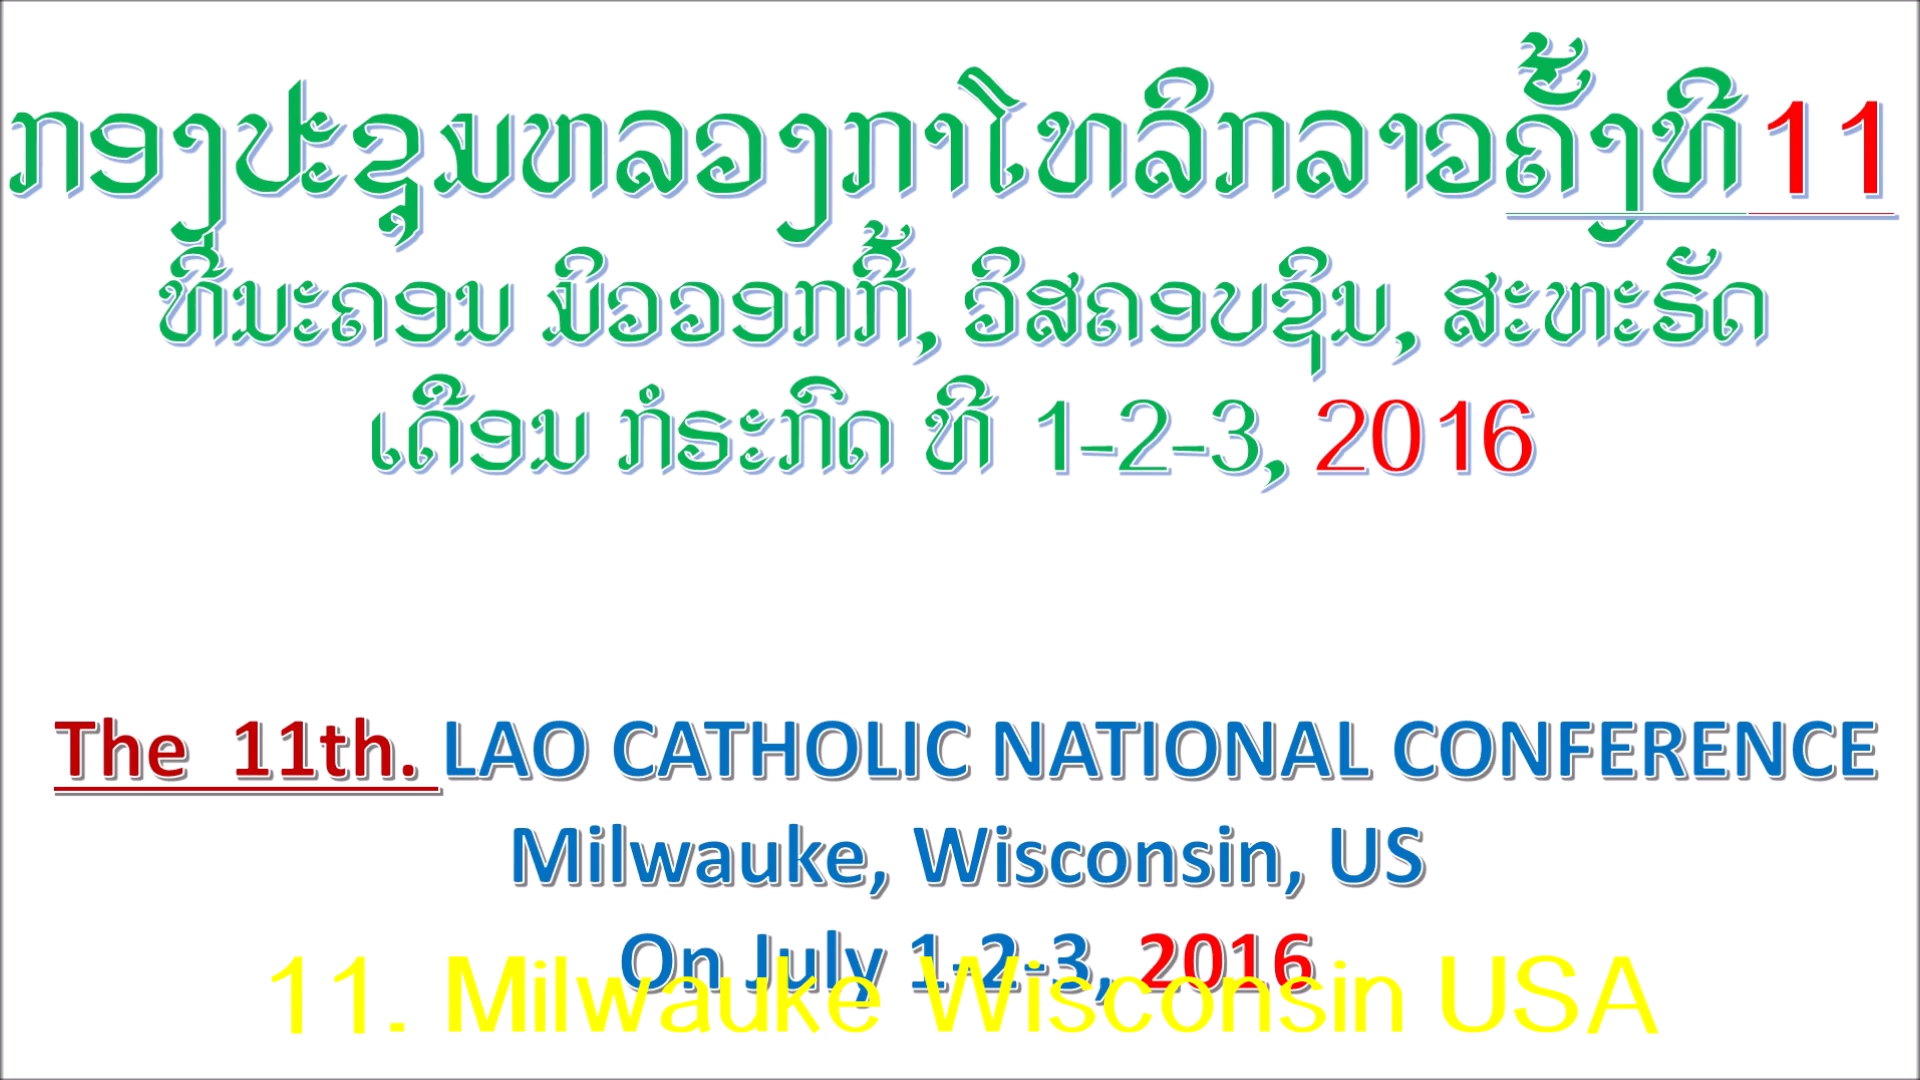 ກອງປະຊຸມຫລວງກາໂທລິກລາວຄັ້ງທີ 11
ທີ່ນະຄອນ ມິວວອກກີ້, ວິສຄອບຊິນ, ສະຫະຣັດ
ເດືອນ ກໍຣະກົດ ທີ 1-2-3, 2016
The 11th. LAO CATHOLIC NATIONAL CONFERENCE
Milwauke, Wisconsin, US
On July 1-2-3, 2016
11. Milwauke Wisconsin USA